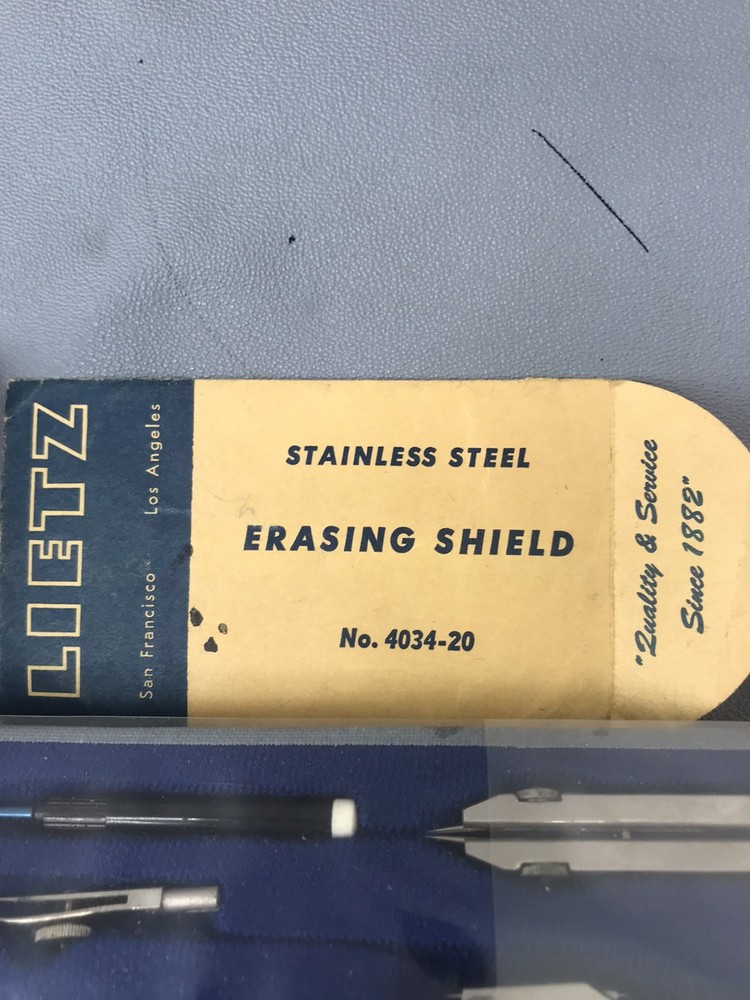 LIETZ
San Francisco Los Angeles
STAINLESS STEEL
ERASING SHIELD
No. 4034-20
"Quality & Service
Since 1882"